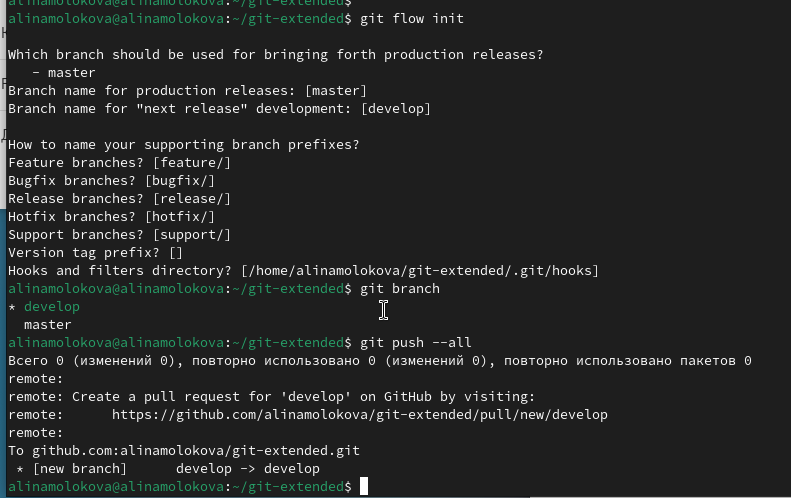 alinamolokova@alinamolokova:~/git-extended$
alinamolokova@alinamolokova:~/git-extended$ git flow init
Which branch should be used for bringing forth production releases?
   - master
Branch name for production releases: [master]
Branch name for "next release" development: [develop]
How to name your supporting branch prefixes?
Feature branches? [feature/]
Bugfix branches? [bugfix/]
Release branches? [release/]
Hotfix branches? [hotfix/]
Support branches? [support/]
Version tag prefix? []
Hooks and filters directory? [/home/alinamolokova/git-extended/.git/hooks]
alinamolokova@alinamolokova:~/git-extended$ git branch
* develop
  master
alinamolokova@alinamolokova:~/git-extended$ git push --all
Всего 0 (изменений 0), повторно использовано 0 (изменений 0), повторно использовано пакетов 0
remote:
remote: Create a pull request for 'develop' on GitHub by visiting:
remote:      https://github.com/alinamolokova/git-extended/pull/new/develop
remote:
To github.com:alinamolokova/git-extended.git
 * [new branch]      develop -> develop
alinamolokova@alinamolokova:~/git-extended$